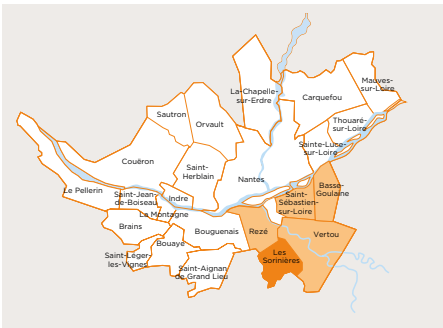 Mauves-
sur-Loire
La-Chapelle-
sur-Erdre
Carquefou
Sautron
Orvault
Thouaré-
sur-Loire
Sainte-Luce-
sur-Loire
Couëron
Saint-
Herblain
Nantes
Basse-
Goulaine
Le Pellerin
Saint-Jean-
de-Boiseau
Indre
Saint-
Sébastien
-sur-Loire
La Montagne
Brains
Bouguenais
Rezé
Vertou
Bouaye
Saint-Léger-
les-Vignes
Les
Sorinières
Saint-Aignan
de Grand Lieu